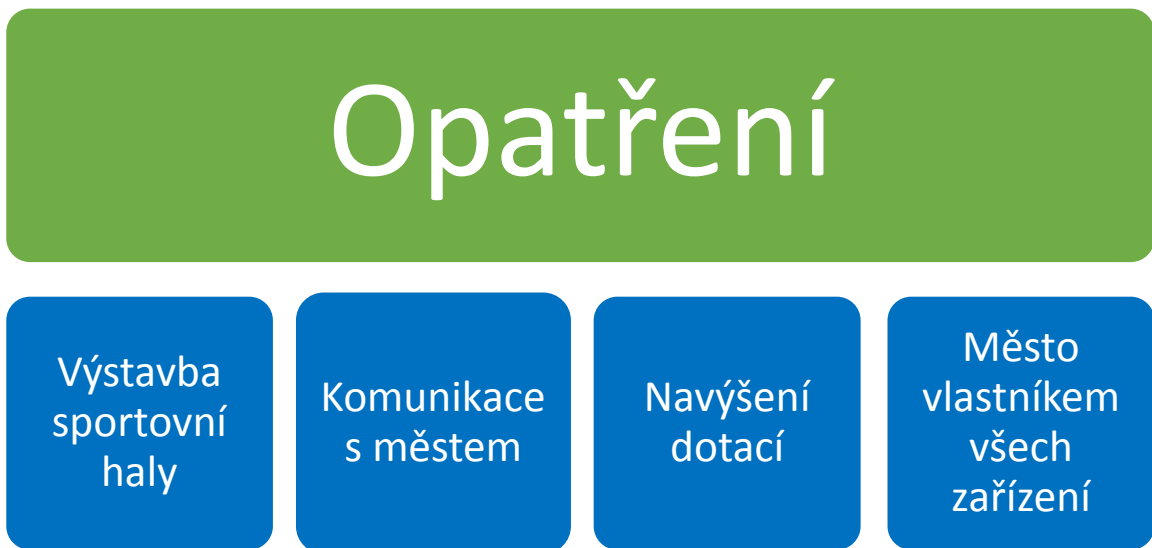 Opatření
Výstavba
sportovní
haly
Komunikace
s městem
Navýšení
dotací
Město
vlastníkem
všech
zařízení